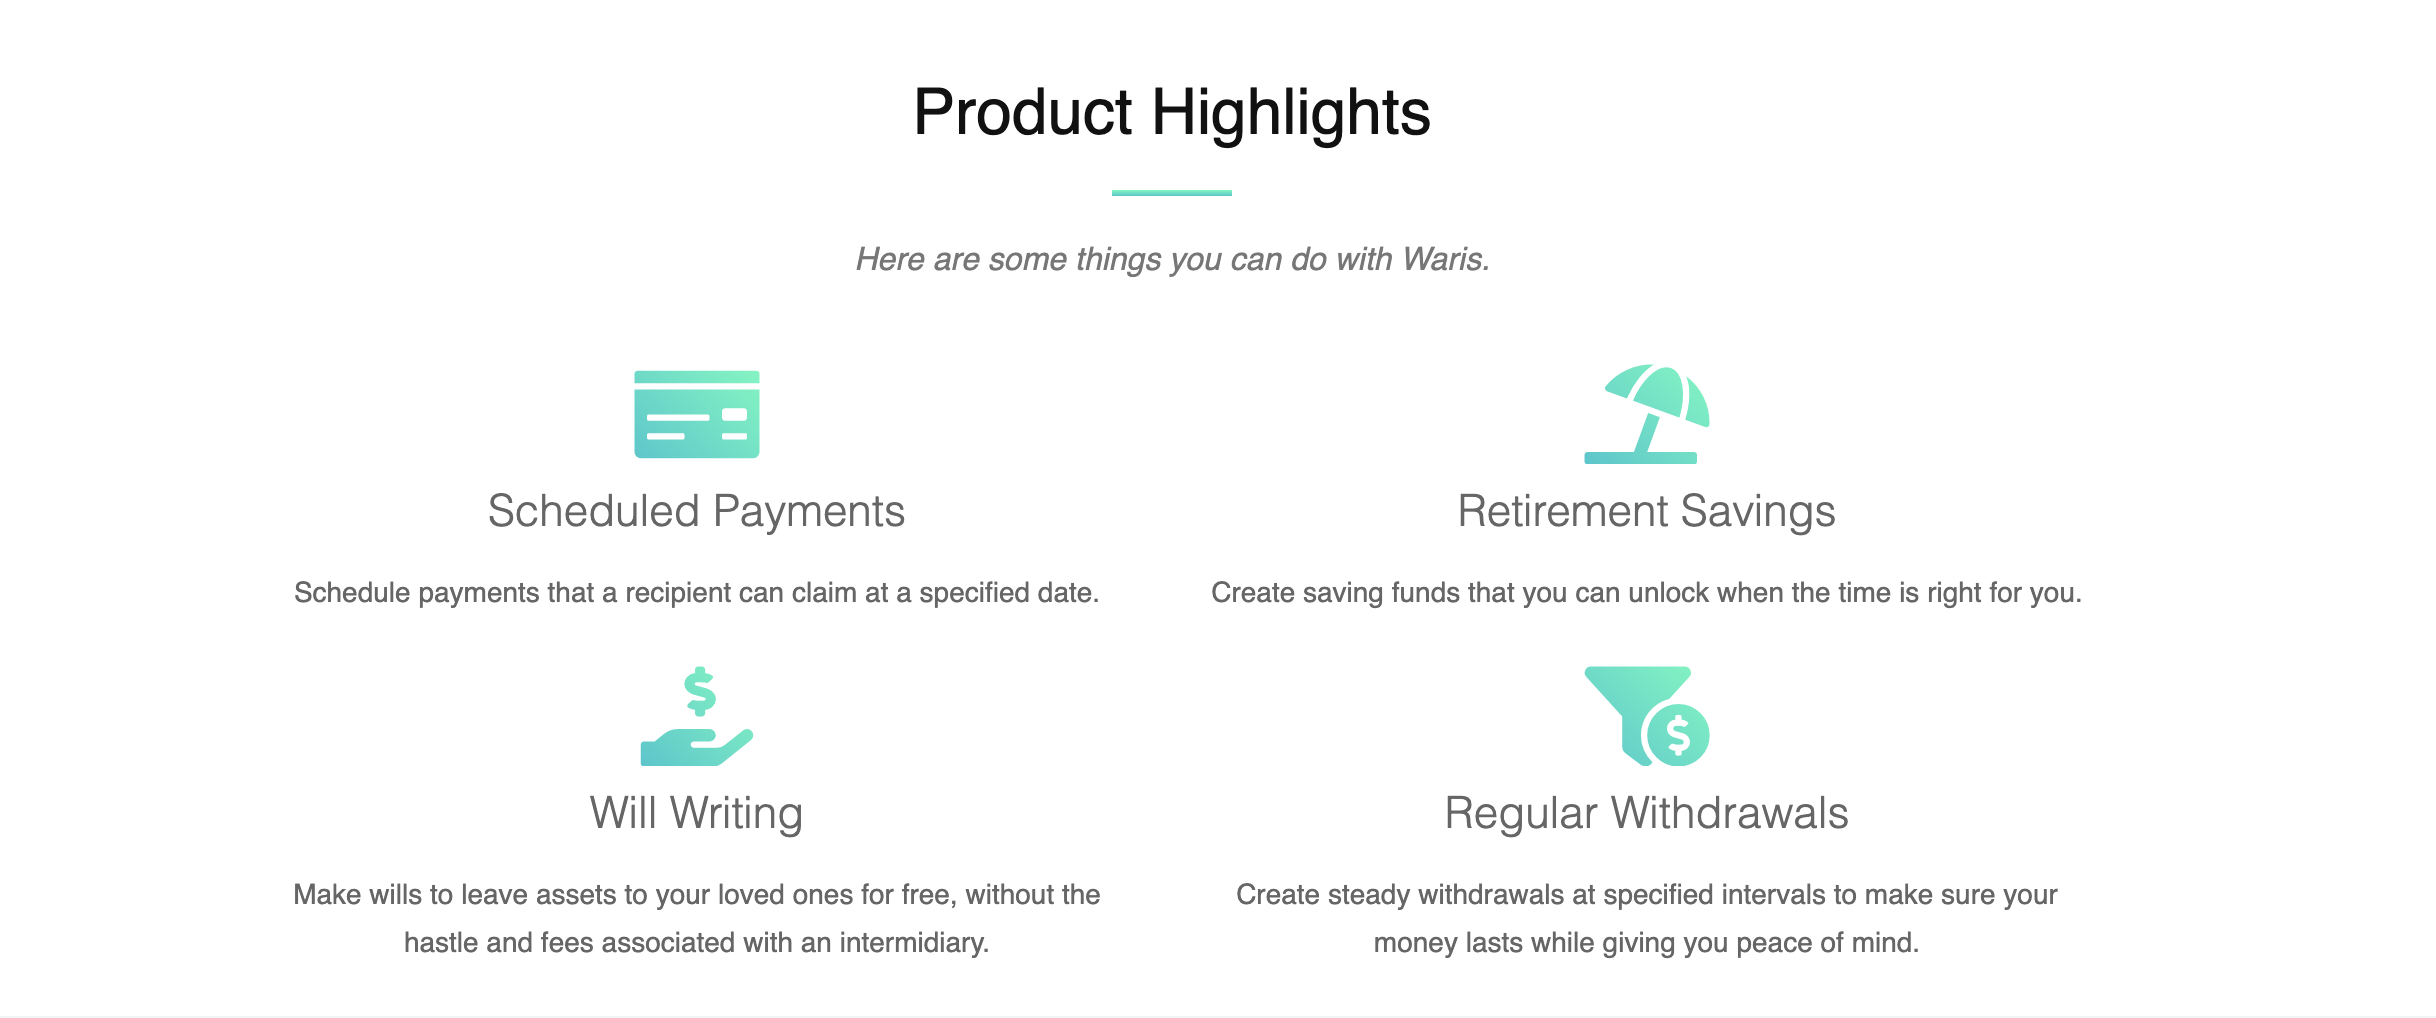 Product Highlights
Here are some things you can do with Waris.
Scheduled Payments
Schedule payments that a recipient can claim at a specified date.
Retirement Savings
Create saving funds that you can unlock when the time is right for you.
Will Writing
Make wills to leave assets to your loved ones for free, without the
hastle and fees associated with an intermidiary.
Regular Withdrawals
Create steady withdrawals at specified intervals to make sure your
money lasts while giving you peace of mind.